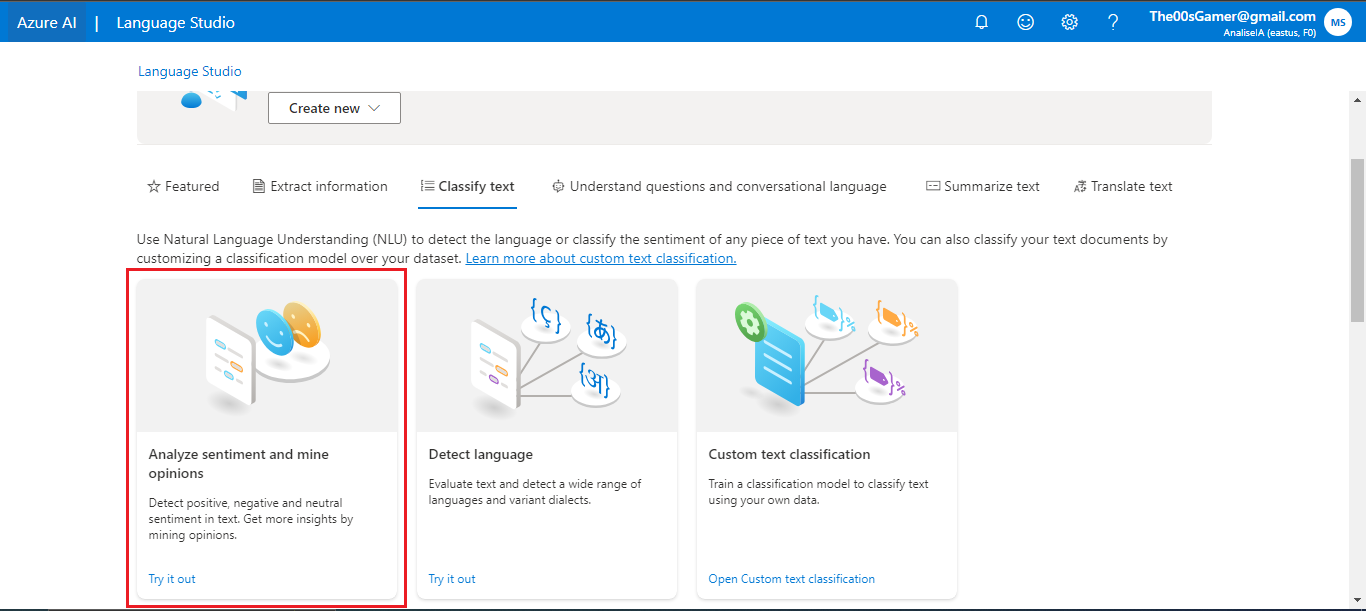 Azure AI | Language Studio
The00sGamer@gmail.com
AnaliseIA (eastus, F0)
MS
Language Studio
Create new
Featured Extract information Classify text Understand questions and conversational language Summarize text Translate text
Use Natural Language Understanding (NLU) to detect the language or classify the sentiment of any piece of text you have. You can also classify your text documents by
customizing a classification model over your dataset. Learn more about custom text classification.
{ç}
{あ}
{अ}
%
%
%
Analyze sentiment and mine
opinions
Detect positive, negative and neutral
sentiment in text. Get more insights by
mining opinions.
Try it out
Detect language
Evaluate text and detect a wide range of
languages and variant dialects.
Try it out
Custom text classification
Train a classification model to classify text
using your own data.
Open Custom text classification